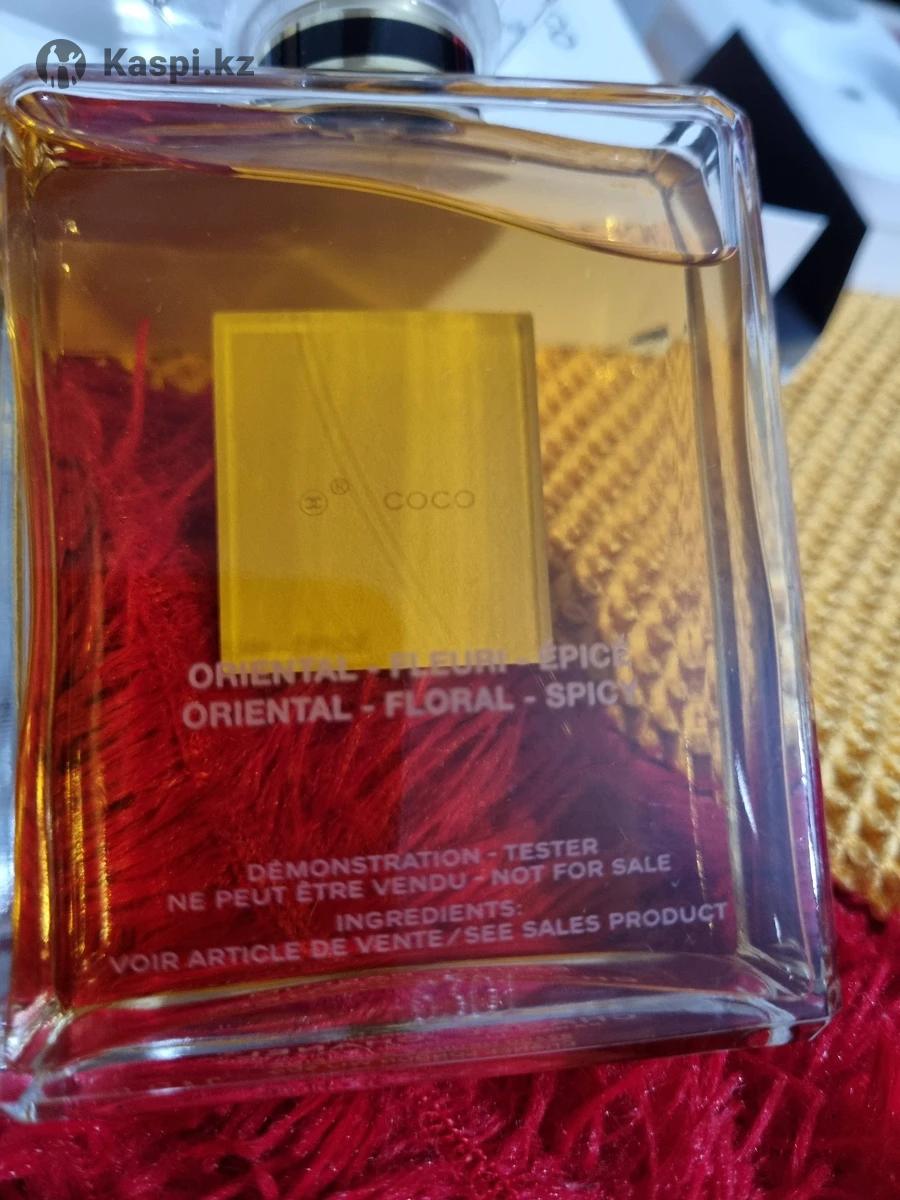 Kaspi.kz
® COCO
ORIENTAL - FLEURI - ÉPICÉ
ORIENTAL - FLORAL - SPICY
DÉMONSTRATION - TESTER
NE PEUT ÊTRE VENDU - NOT FOR SALE
INGREDIENTS:
VOIR ARTICLE DE VENTE/SEE SALES PRODUCT